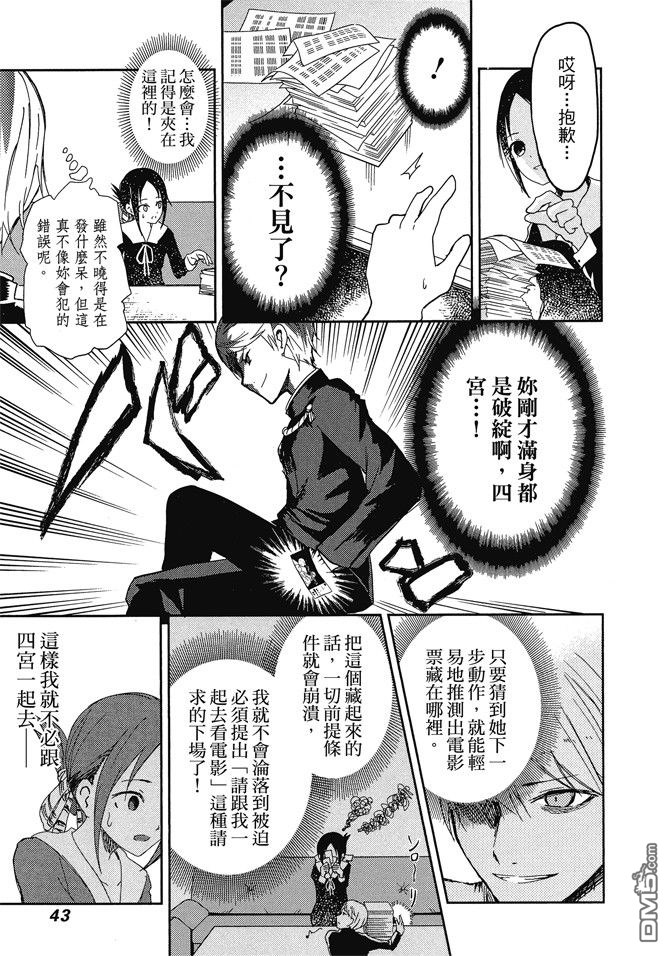 哎呀…抱歉…
！
…不見了？
怎麼會…我
記得是夾在
這裡的！
雖然不曉得是在
發什麼呆，但這
真不像妳會犯的
錯誤呢。
妳剛才滿身都
是破綻啊，四
宮…！
只要猜到她下一
步動作，就能輕
易地推測出電影
票藏在哪裡。
把這個藏起來的
話，一切前提條
件就會崩潰，
我就不會淪落到被迫
必須提出「請跟我一
起去看電影」這種請
求的下場了！
ンローリ
這樣我就不必跟
四宮一起去——
43
DM5.com